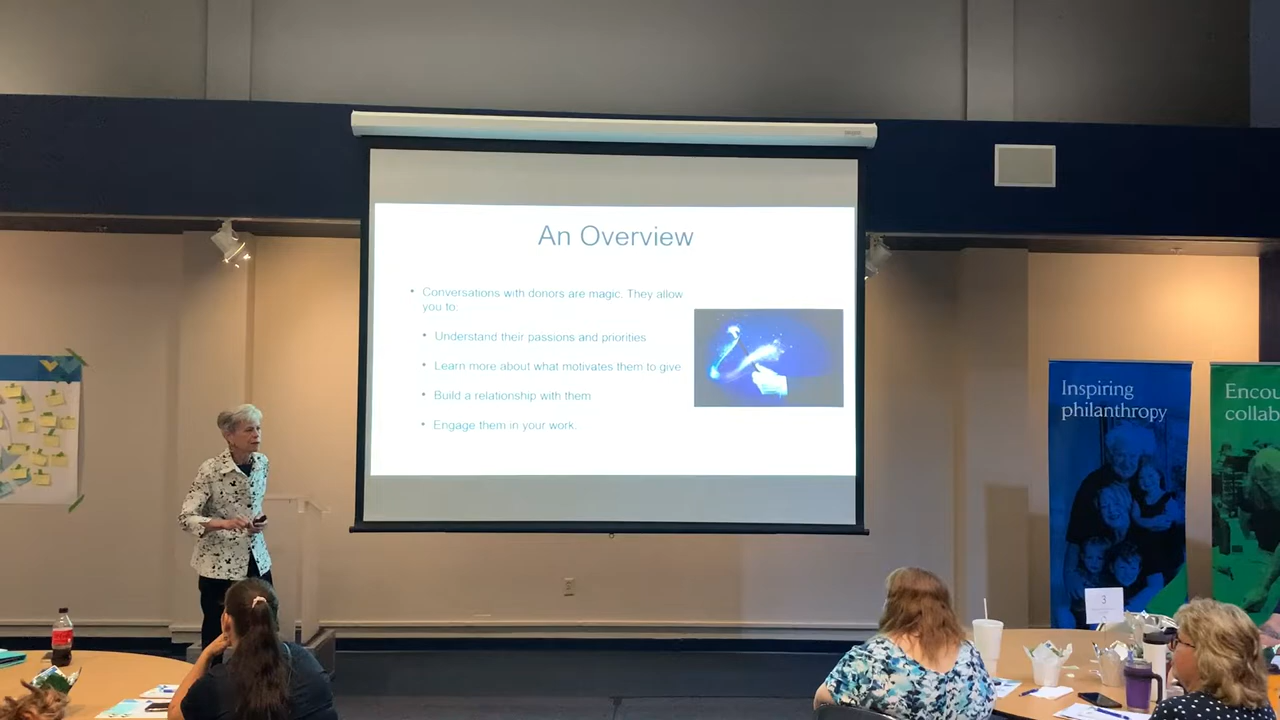 An Overview
• Conversations with donors are magic. They allow
you to:
• Understand their passions and priorities
• Learn more about what motivates them to give
• Build a relationship with them
• Engage them in your work.
Inspiring
philanthropy
Encou
collab
3